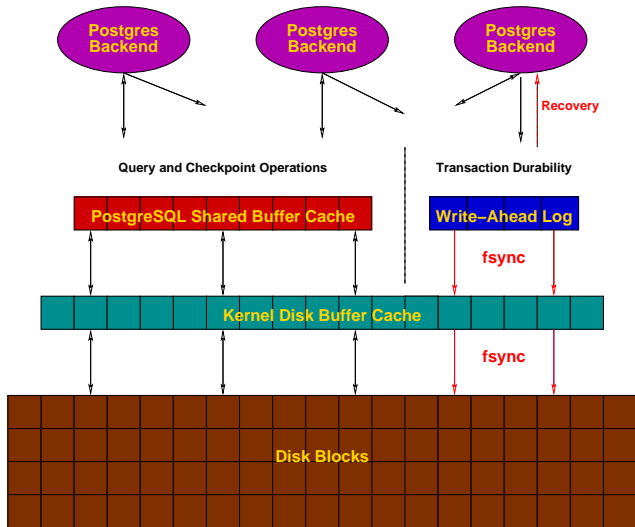 Postgres
Backend
Postgres
Backend
Postgres
Backend
Recovery
Query and Checkpoint Operations
Transaction Durability
PostgreSQL Shared Buffer Cache
Write−Ahead Log
fsync
Kernel Disk Buffer Cache
fsync
Disk Blocks